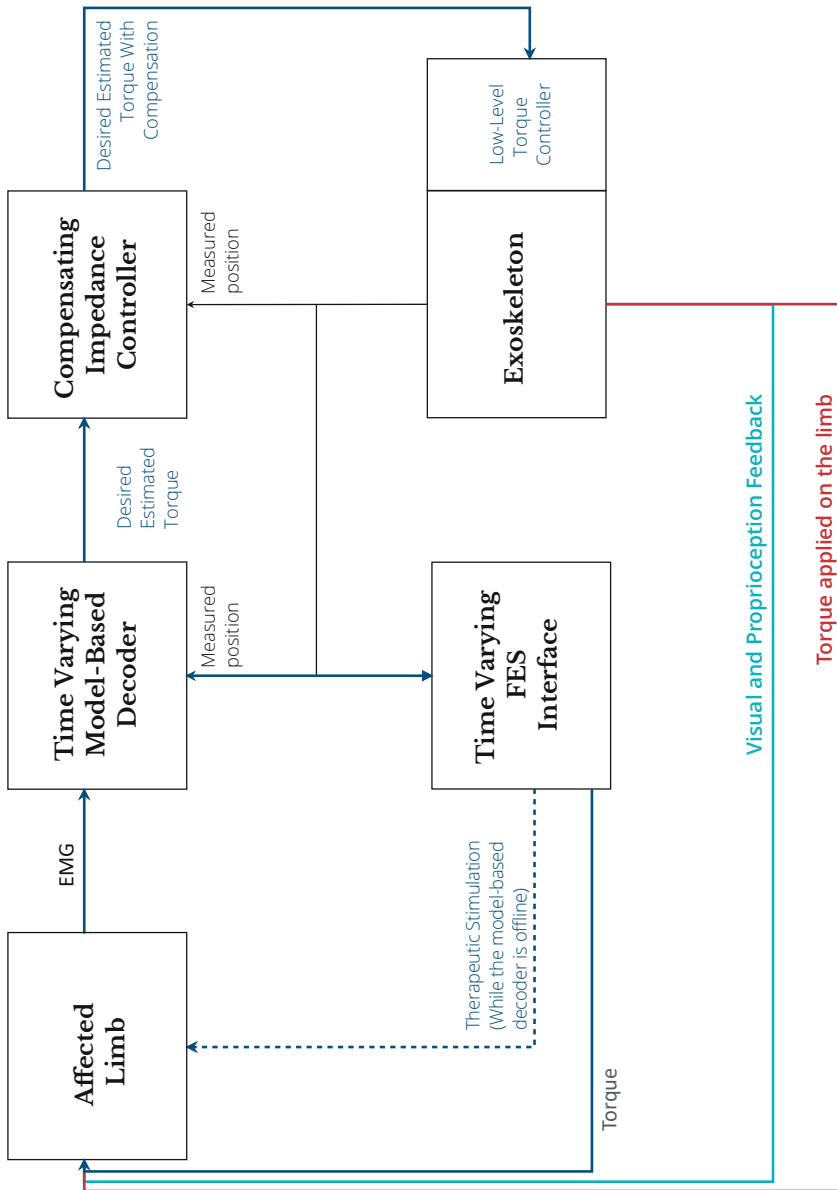 Affected
Limb
EMG
Time Varying
Model-Based
Decoder
Desired
Estimated
Torque
Compensating
Impedance
Controller
Desired Estimated
Torque With
Compensation
Measured
position
Measured
position
Therapeutic Stimulation
(While the model-based
decoder is offline)
Torque
Time Varying
FES
Interface
Exoskeleton
Low-Level
Torque
Controller
Visual and Proprioception Feedback
Torque applied on the limb